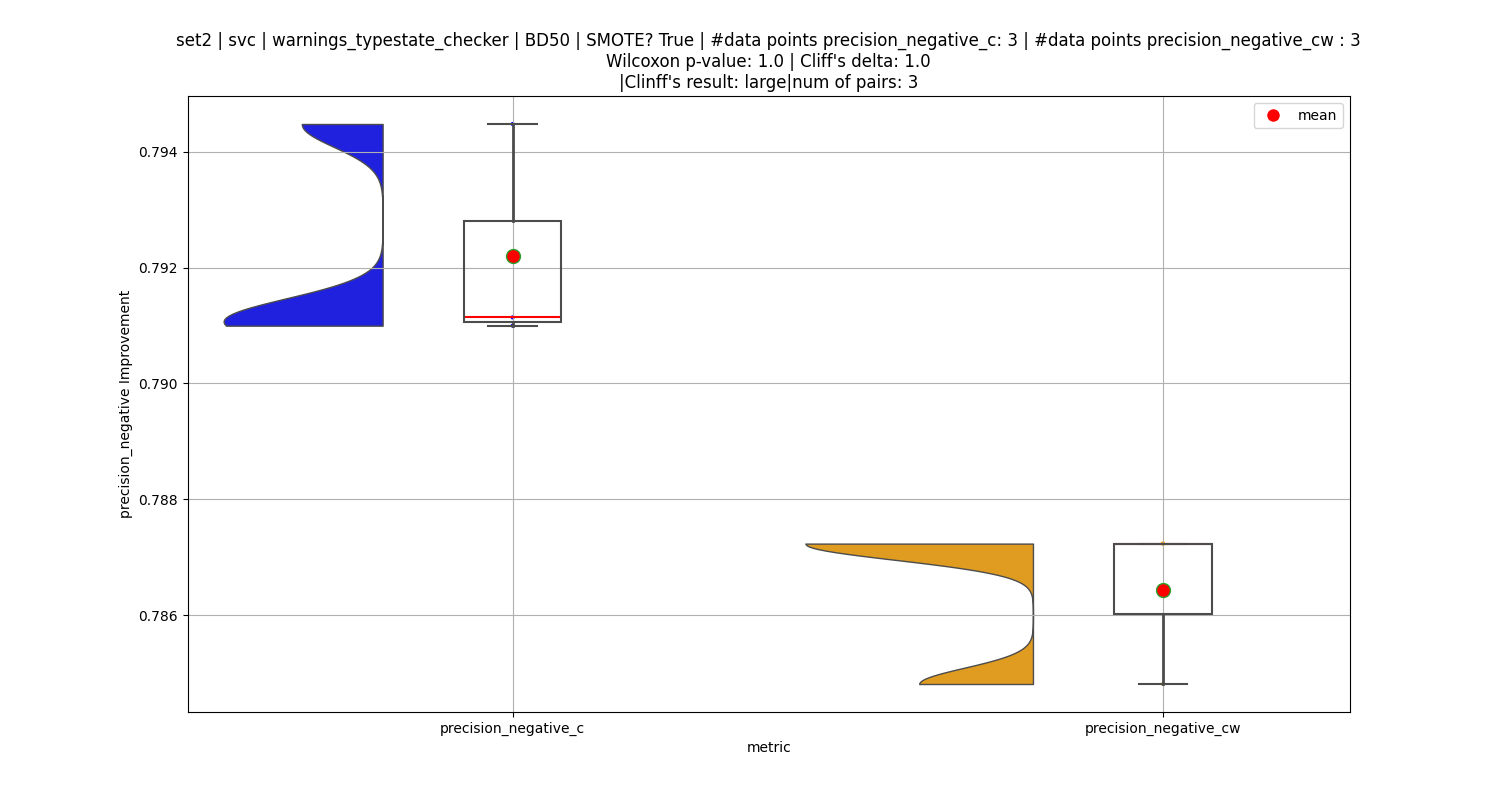 set2 | svc | warnings_typestate_checker | BD50 | SMOTE? True | #data points precision_negative_c: 3 | #data points precision_negative_cw : 3
Wilcoxon p-value: 1.0 | Cliff's delta: 1.0
|Clinff's result: large|num of pairs: 3
mean
0.794
0.792
0.790
0.788
0.786
precision_negative Improvement
precision_negative_c
precision_negative_cw
metric